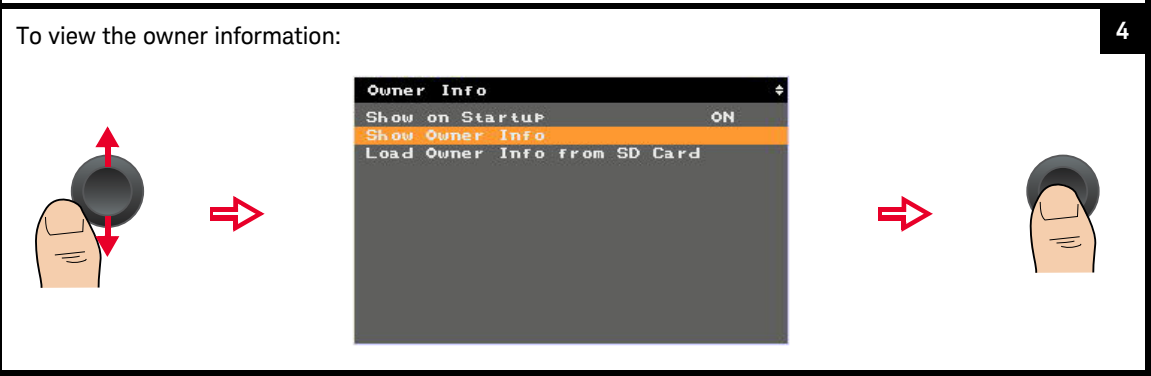 To view the owner information:
4
Owner Info
Show on Startup ON
Show Owner Info
Load Owner Info from SD Card